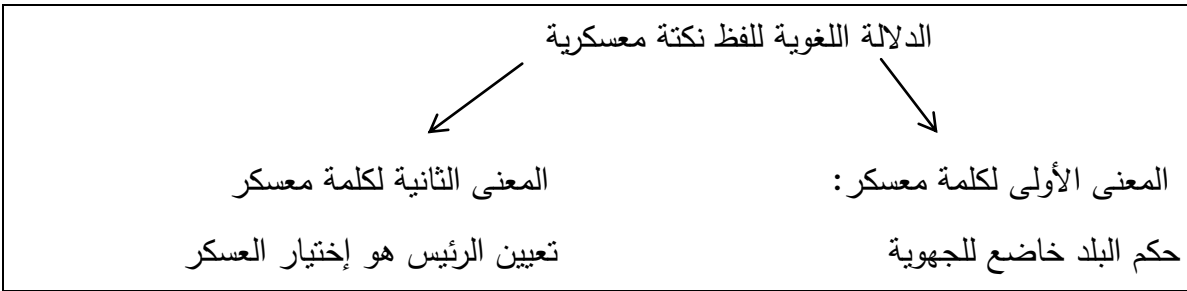 الدلالة اللغوية للفظ نكتة معسكرية
المعنى الأولى لكلمة معسكر :
المعنى الثانية لكلمة معسكر
حكم البلد خاضع للجهوية
تعيين الرئيس هو إختيار العسكر